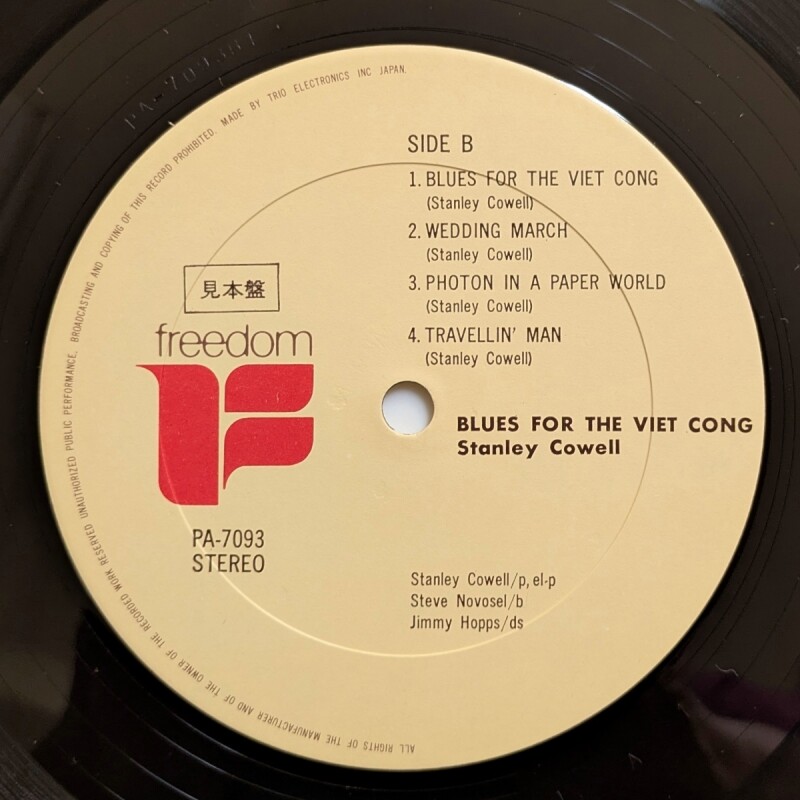 PA-7093B1
ALL RIGHTS OF THE MANUFACTURER AND OF THE OWNER OF THE RECORDED WORK RESERVED UNAUTHORIZED PUBLIC PERFORMANCE, BROADCASTING AND COPYING OF THIS RECORD PROHIBITED. MADE BY TRIO ELECTRONICS INC JAPAN.
SIDE B
1. BLUES FOR THE VIET CONG
(Stanley Cowell)
2. WEDDING MARCH
(Stanley Cowell)
3. PHOTON IN A PAPER WORLD
(Stanley Cowell)
4. TRAVELLIN' MAN
(Stanley Cowell)
見本盤
freedom
BLUES FOR THE VIET CONG
Stanley Cowell
PA-7093
STEREO
Stanley Cowell/p, el-p
Steve Novosel/b
Jimmy Hopps/ds